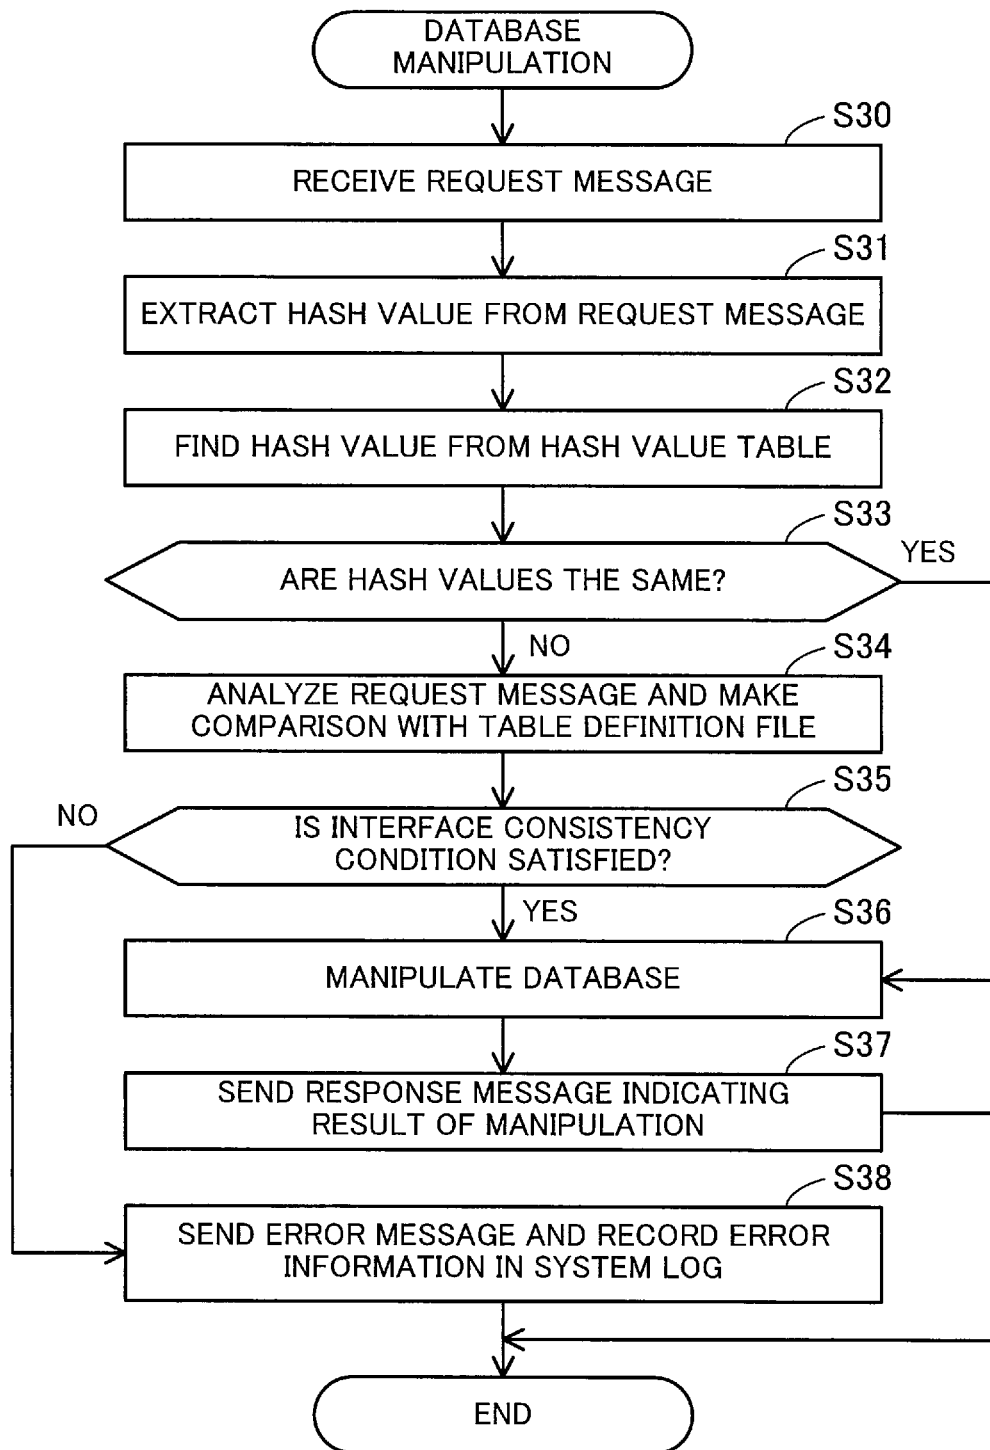 DATABASE
MANIPULATION
S30
RECEIVE REQUEST MESSAGE
S31
EXTRACT HASH VALUE FROM REQUEST MESSAGE
S32
FIND HASH VALUE FROM HASH VALUE TABLE
S33
ARE HASH VALUES THE SAME?
YES
NO
S34
ANALYZE REQUEST MESSAGE AND MAKE
COMPARISON WITH TABLE DEFINITION FILE
S35
NO
IS INTERFACE CONSISTENCY
CONDITION SATISFIED?
YES
S36
MANIPULATE DATABASE
S37
SEND RESPONSE MESSAGE INDICATING
RESULT OF MANIPULATION
S38
SEND ERROR MESSAGE AND RECORD ERROR
INFORMATION IN SYSTEM LOG
END